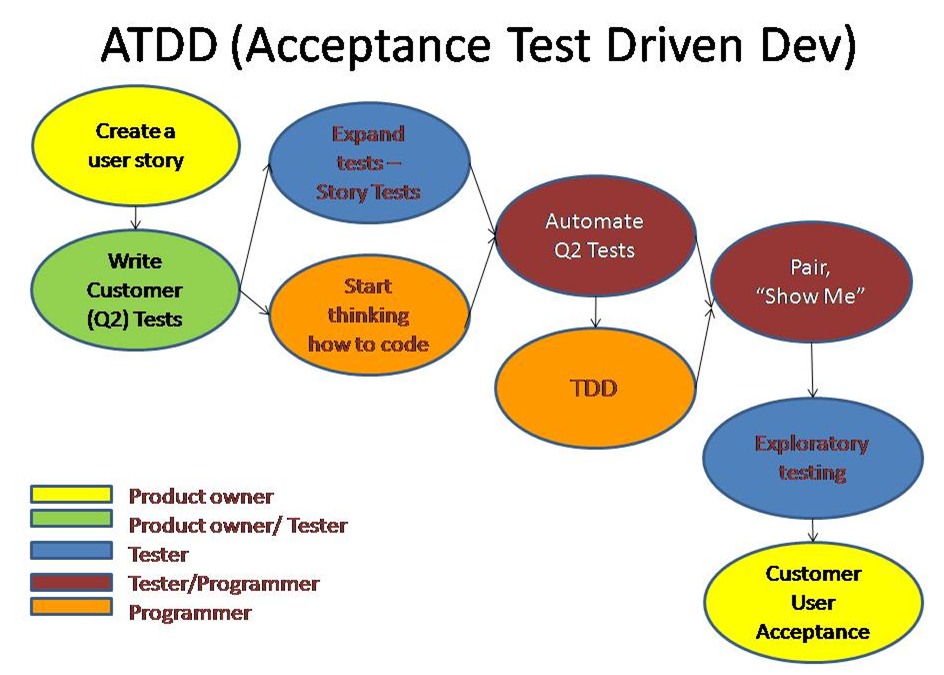 ATDD (Acceptance Test Driven Dev)
Create a
user story
Write
Customer
(Q2) Tests
Expand
tests –
Story Tests
Start
thinking
how to code
Automate
Q2 Tests
TDD
Pair,
“Show Me”
Exploratory
testing
Customer
User
Acceptance
Product owner
Product owner/ Tester
Tester
Tester/Programmer
Programmer